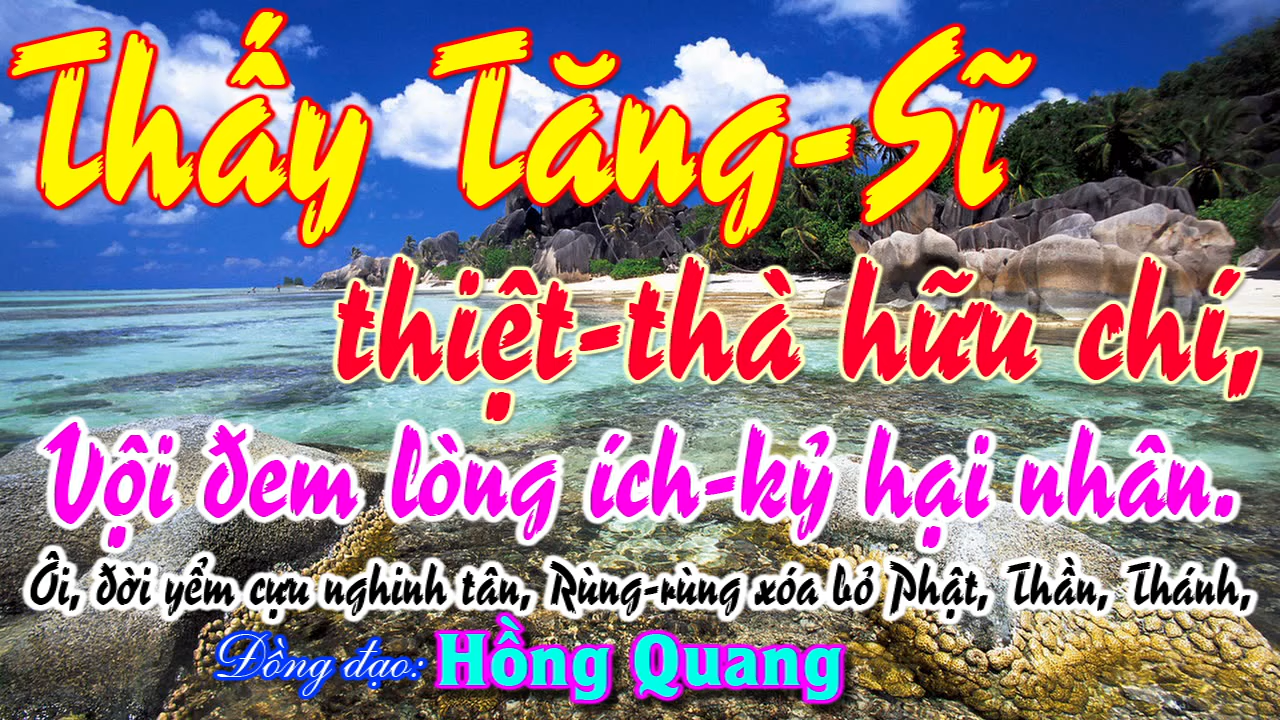 Thấy Tăng-Sĩ
thiệt-thà hữu chí,
Vội đem lòng ích-kỷ hại nhân.
Ôi, đời yểm cựu nghinh tân, Rùng-rùng xóa bỏ Phật, Thần, Thánh,
Đồng đạo: Hồng Quang